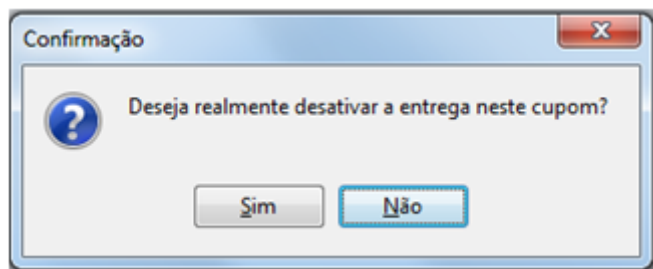 Confirmação
Deseja realmente desativar a entrega neste cupom?
Sim
Não